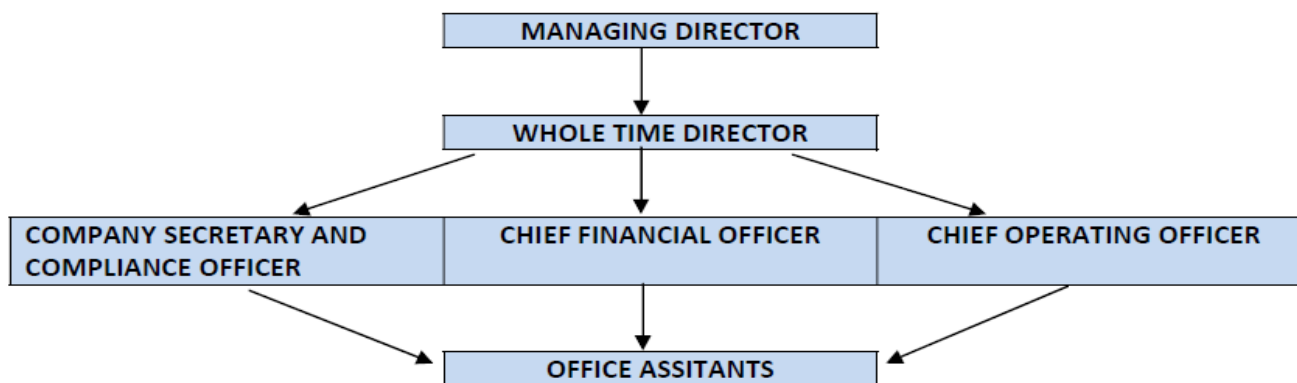 MANAGING DIRECTOR
WHOLE TIME DIRECTOR
COMPANY SECRETARY AND
COMPLIANCE OFFICER
CHIEF FINANCIAL OFFICER
CHIEF OPERATING OFFICER
OFFICE ASSITANTS